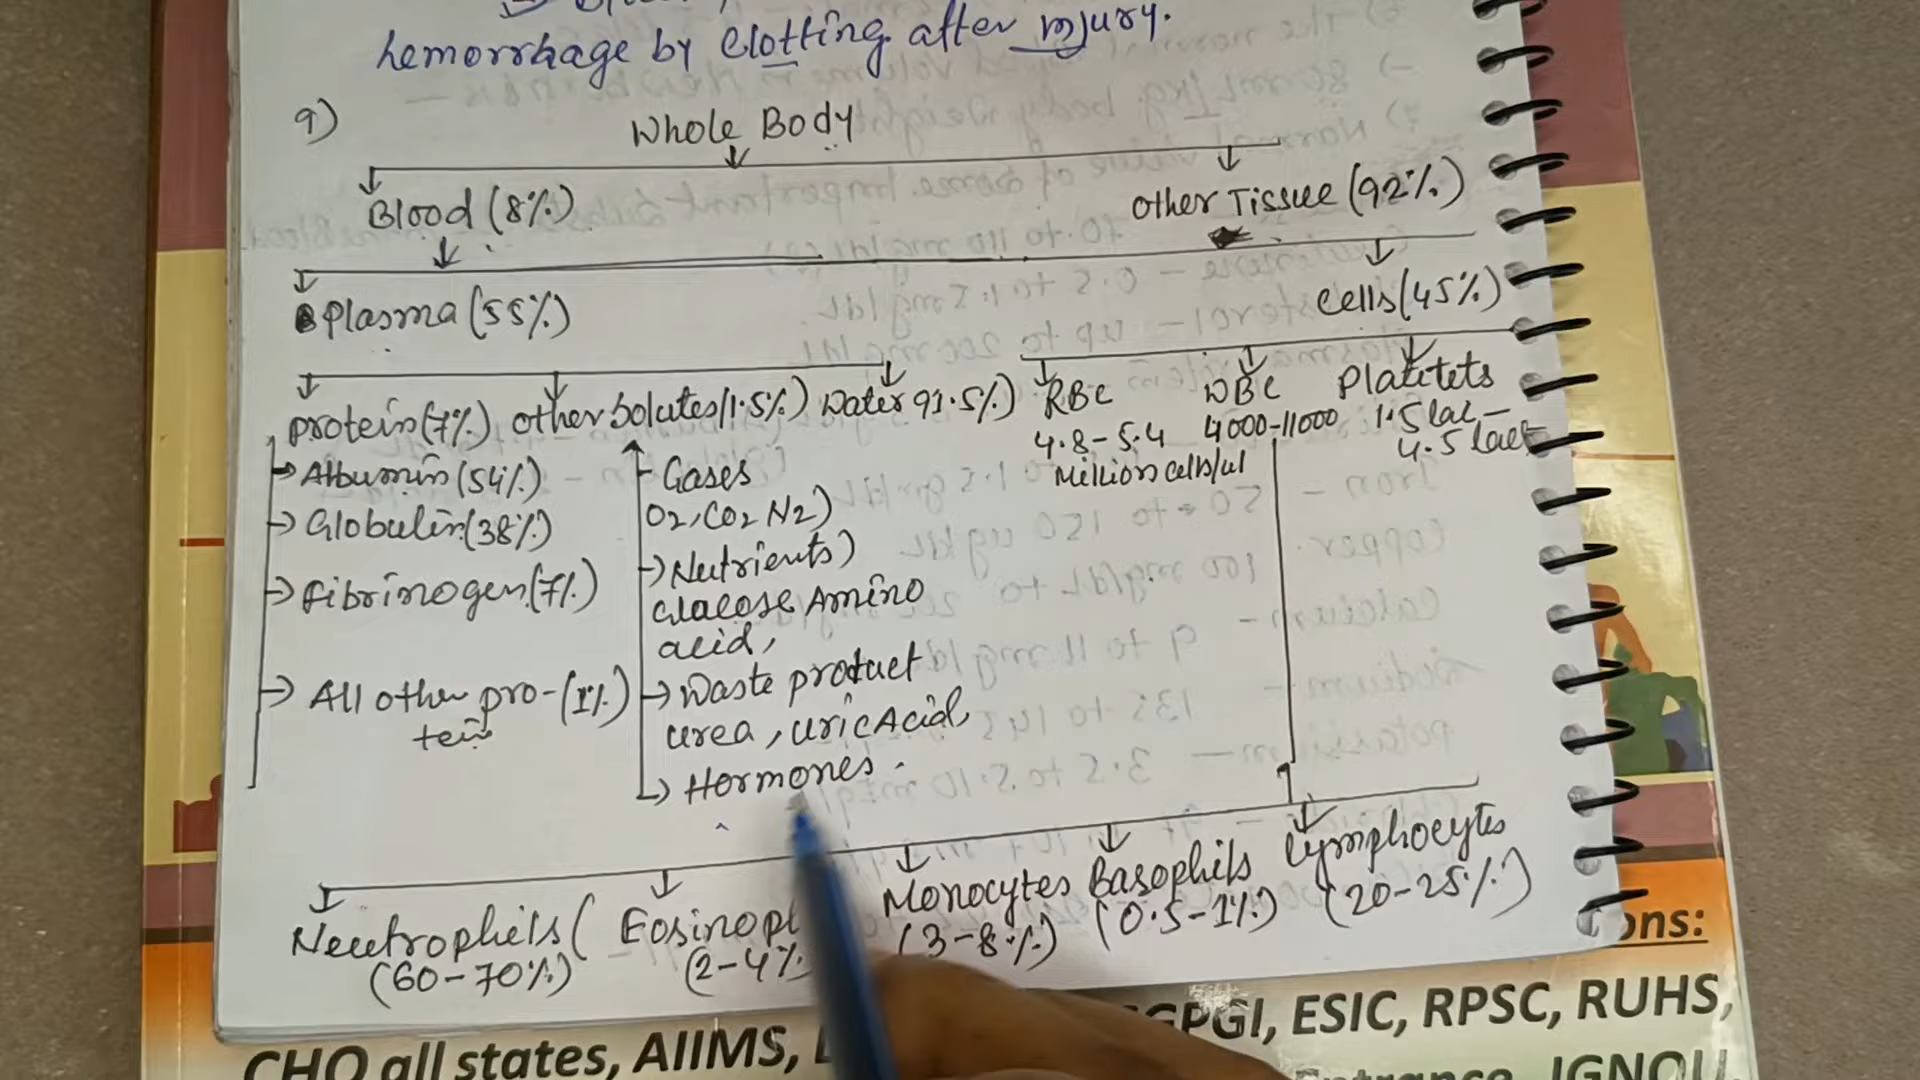 hemorrhage by clotting after injury.
9)
Whole Body
Blood (8%)
Other Tissue (92%)
Plasma (55%)
Cells (45%)
protein (7%) other solutes (1.5%) Water 91.5%)
RBC WBC Platetets
4.8-5.4 4000-11000 1.5 lac-
Million cells/ul 4.5 lack
→ Albumin (54%)
→ Globulin (38%)
→ fibrinogen (7%)
→ All other pro-(1%)
tein
Gases
O2, CO2 N2)
→ Nutrients)
Glucose Amino
acid,
→ Waste product
urea, uric Acid,
→ Hormones.
Neutrophils (
(60-70%)
Eosinoph
(2-4%
Monocytes
(3-8%)
Basophils
(0.5-1%)
Lymphocytes
(20-25%)
ons:
GPGI, ESIC, RPSC, RUHS,
CHO all states, AIIMS,
IGNOU